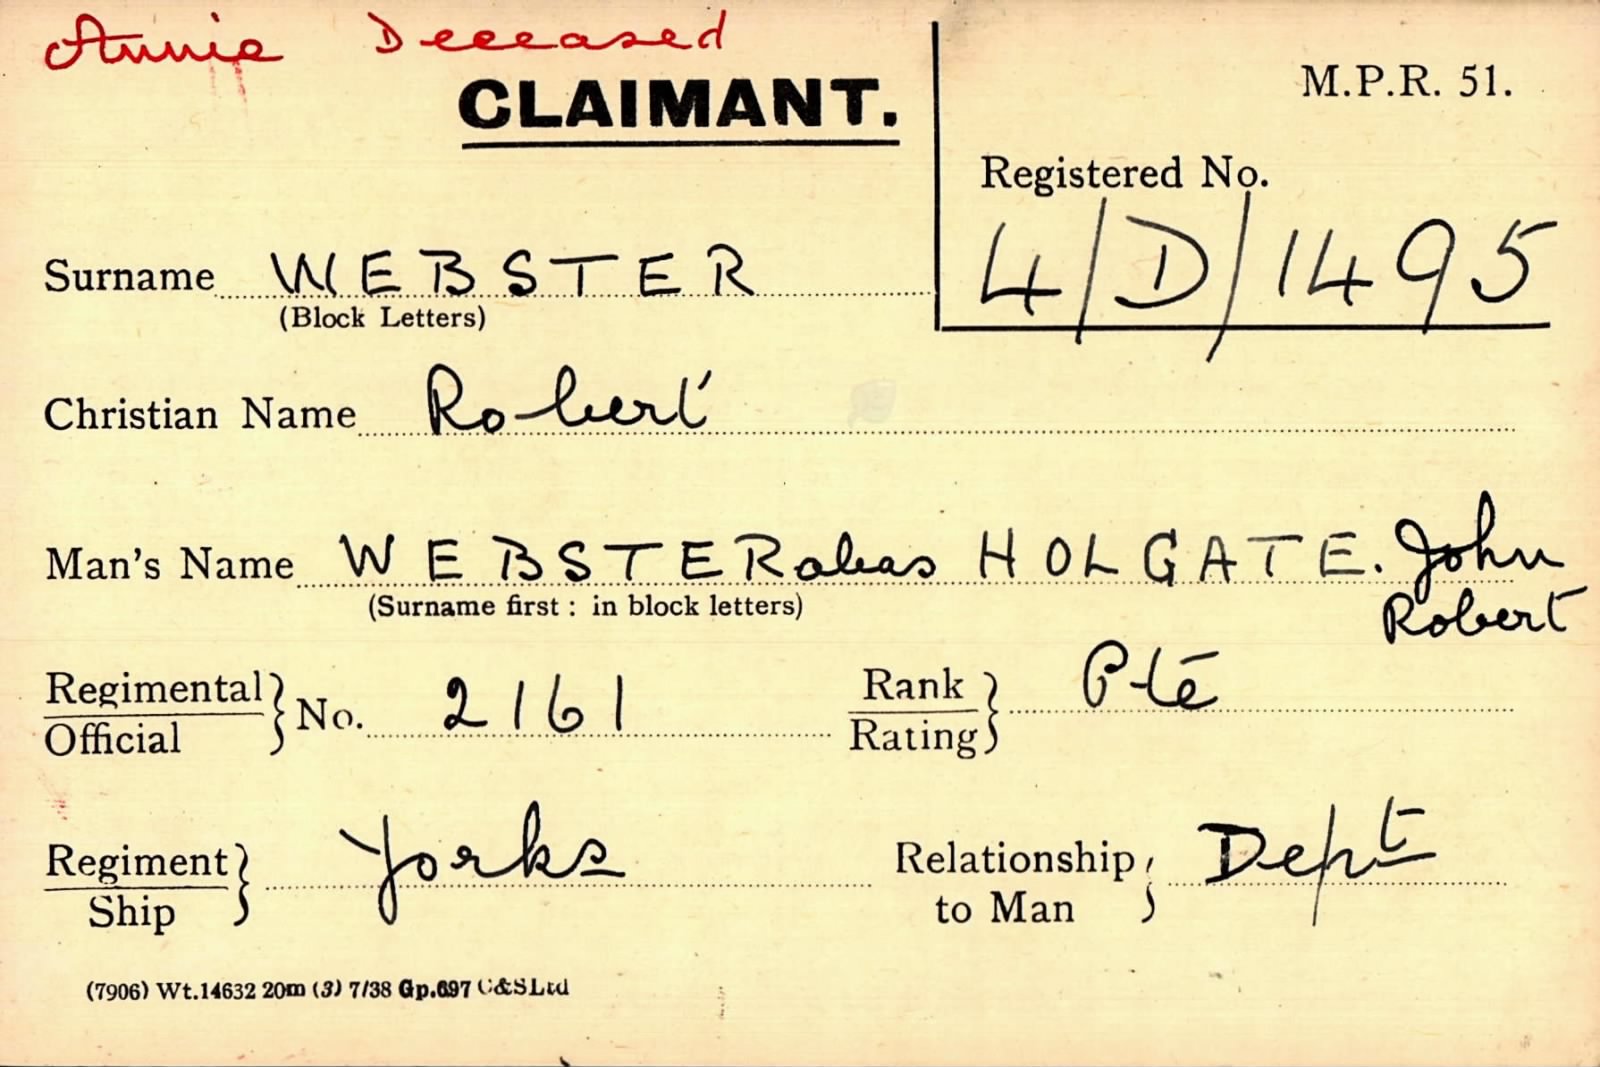 Annie Deceased
CLAIMANT.
M.P.R. 51.
Registered No.
4/D/1495
Surname WEBSTER
(Block Letters)
Christian Name Robert
Man's Name WEBSTER alias HOLGATE. John
Robert
(Surname first : in block letters)
Regimental
Official
No. 2161
Rank
Rating
Pte
Regiment
Ship
Yorks
Relationship
to Man
Dept
(7906) Wt.14632 20m (3) 7/38 Gp.697 C&S Ltd